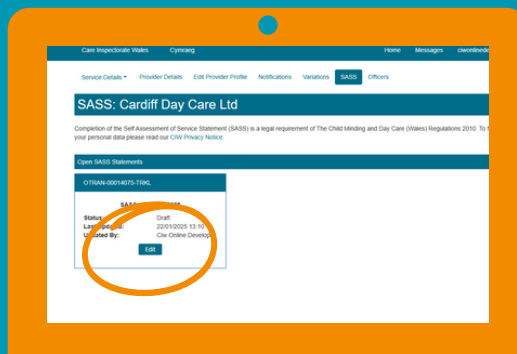 Care Inspectorate Wales Cymraeg Home Messages ciwonlinede
Service Details Provider Details Edit Provider Profile Notifications Variations SASS Officers
SASS: Cardiff Day Care Ltd
Completion of the Self Assessment of Service Statement (SASS) is a legal requirement of The Child Minding and Day Care (Wales) Regulations 2010. To f
your personal data please read our CIW Privacy Notice.
Open SASS Statements
OTRAN-00014075-TRKL
SASS
Status: Draft
Last Updated: 22/01/2025 13:10
Updated By: Ciw Online Develop
Edit